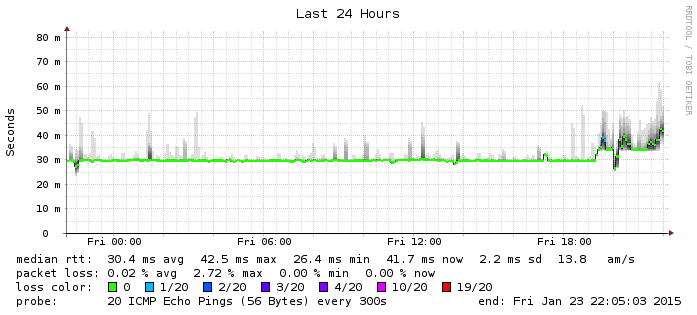 Last 24 Hours
RRDTOOL / TOBI OETIKER
Seconds
80 m
70 m
60 m
50 m
40 m
30 m
20 m
10 m
0
Fri 00:00 Fri 06:00 Fri 12:00 Fri 18:00
median rtt: 30.4 ms avg 42.5 ms max 26.4 ms min 41.7 ms now 2.2 ms sd 13.8 am/s
packet loss: 0.02 % avg 2.72 % max 0.00 % min 0.00 % now
loss color: 0 1/20 2/20 3/20 4/20 10/20 19/20
probe: 20 ICMP Echo Pings (56 Bytes) every 300s end: Fri Jan 23 22:05:03 2015